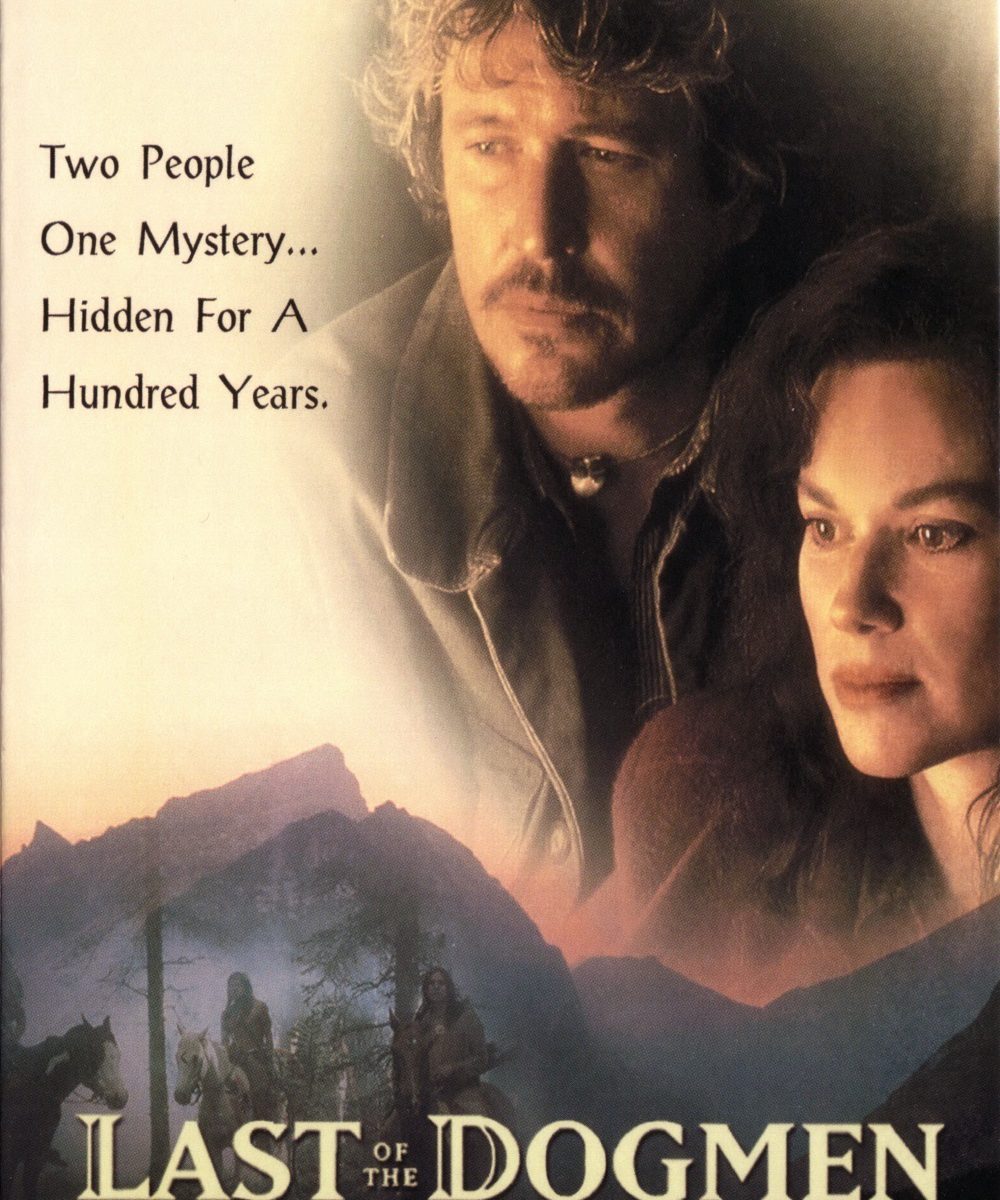 Two People
One Mystery...
Hidden For A
Hundred Years.
LAST OF THE DOGMEN